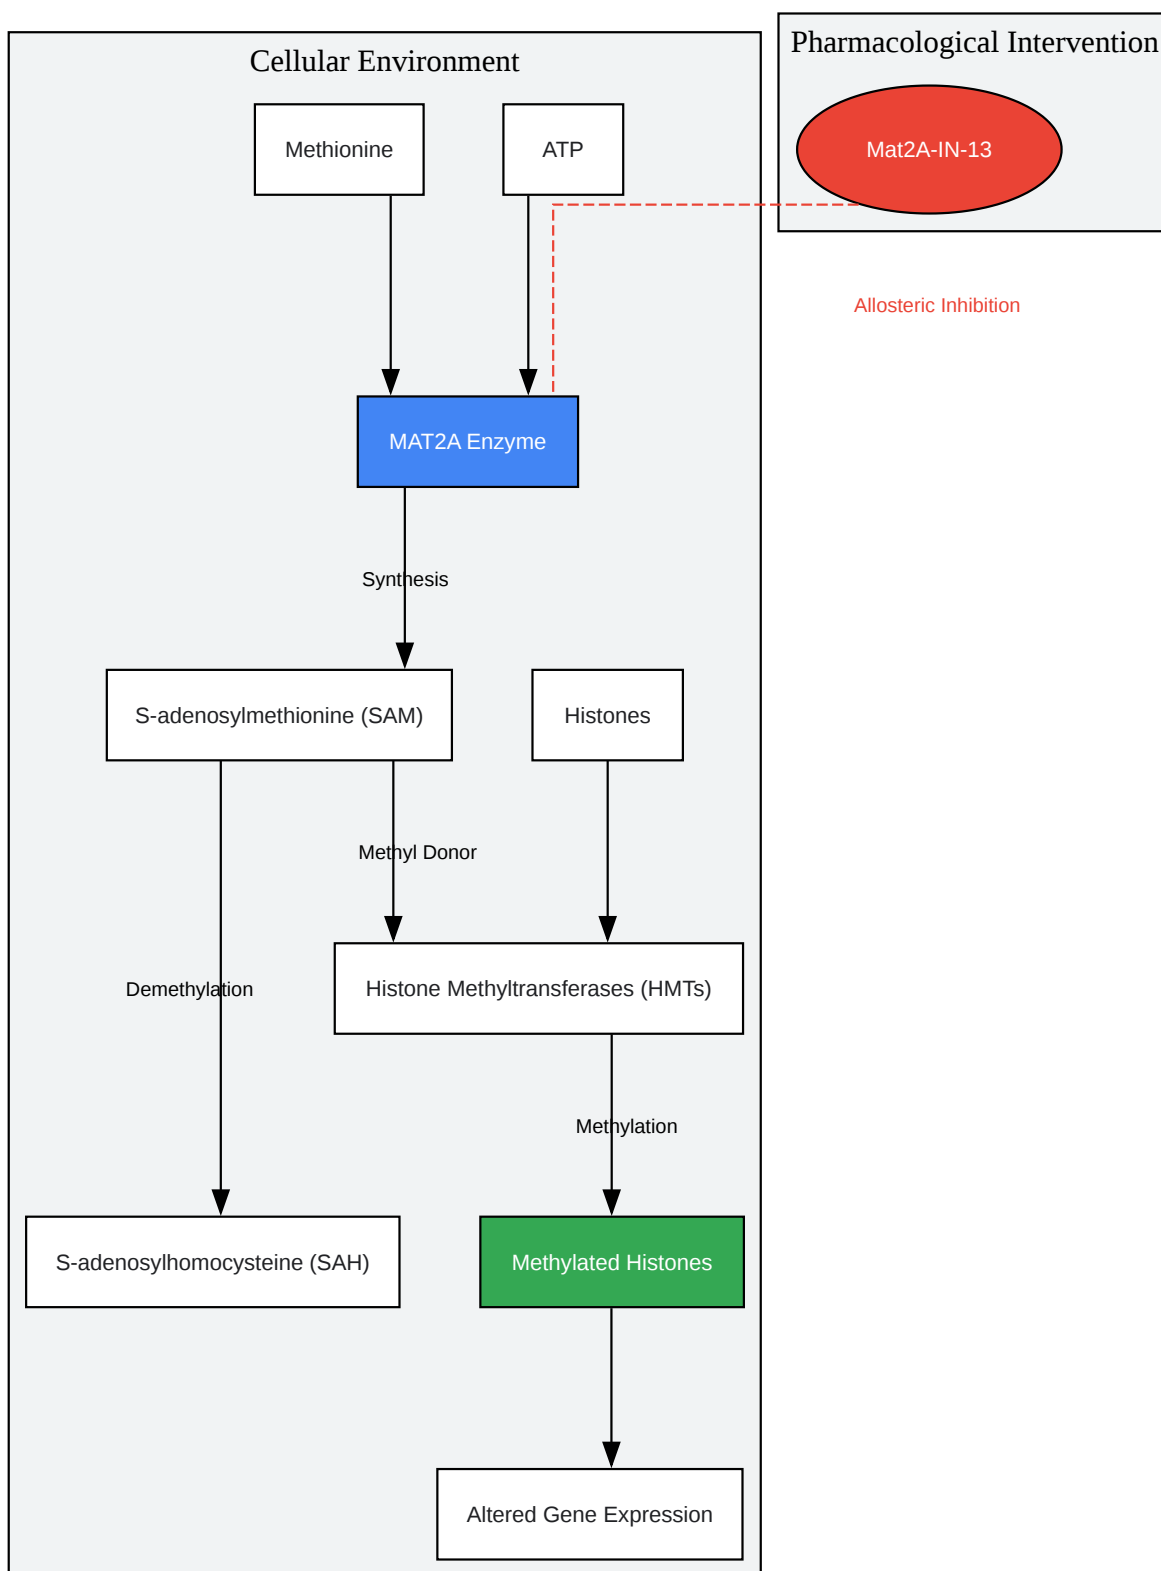 Cellular Environment
Pharmacological Intervention
Methionine
ATP
Mat2A-IN-13
Allosteric Inhibition
MAT2A Enzyme
Synthesis
S-adenosylmethionine (SAM)
Histones
Methyl Donor
Demethylation
Histone Methyltransferases (HMTs)
Methylation
S-adenosylhomocysteine (SAH)
Methylated Histones
Altered Gene Expression